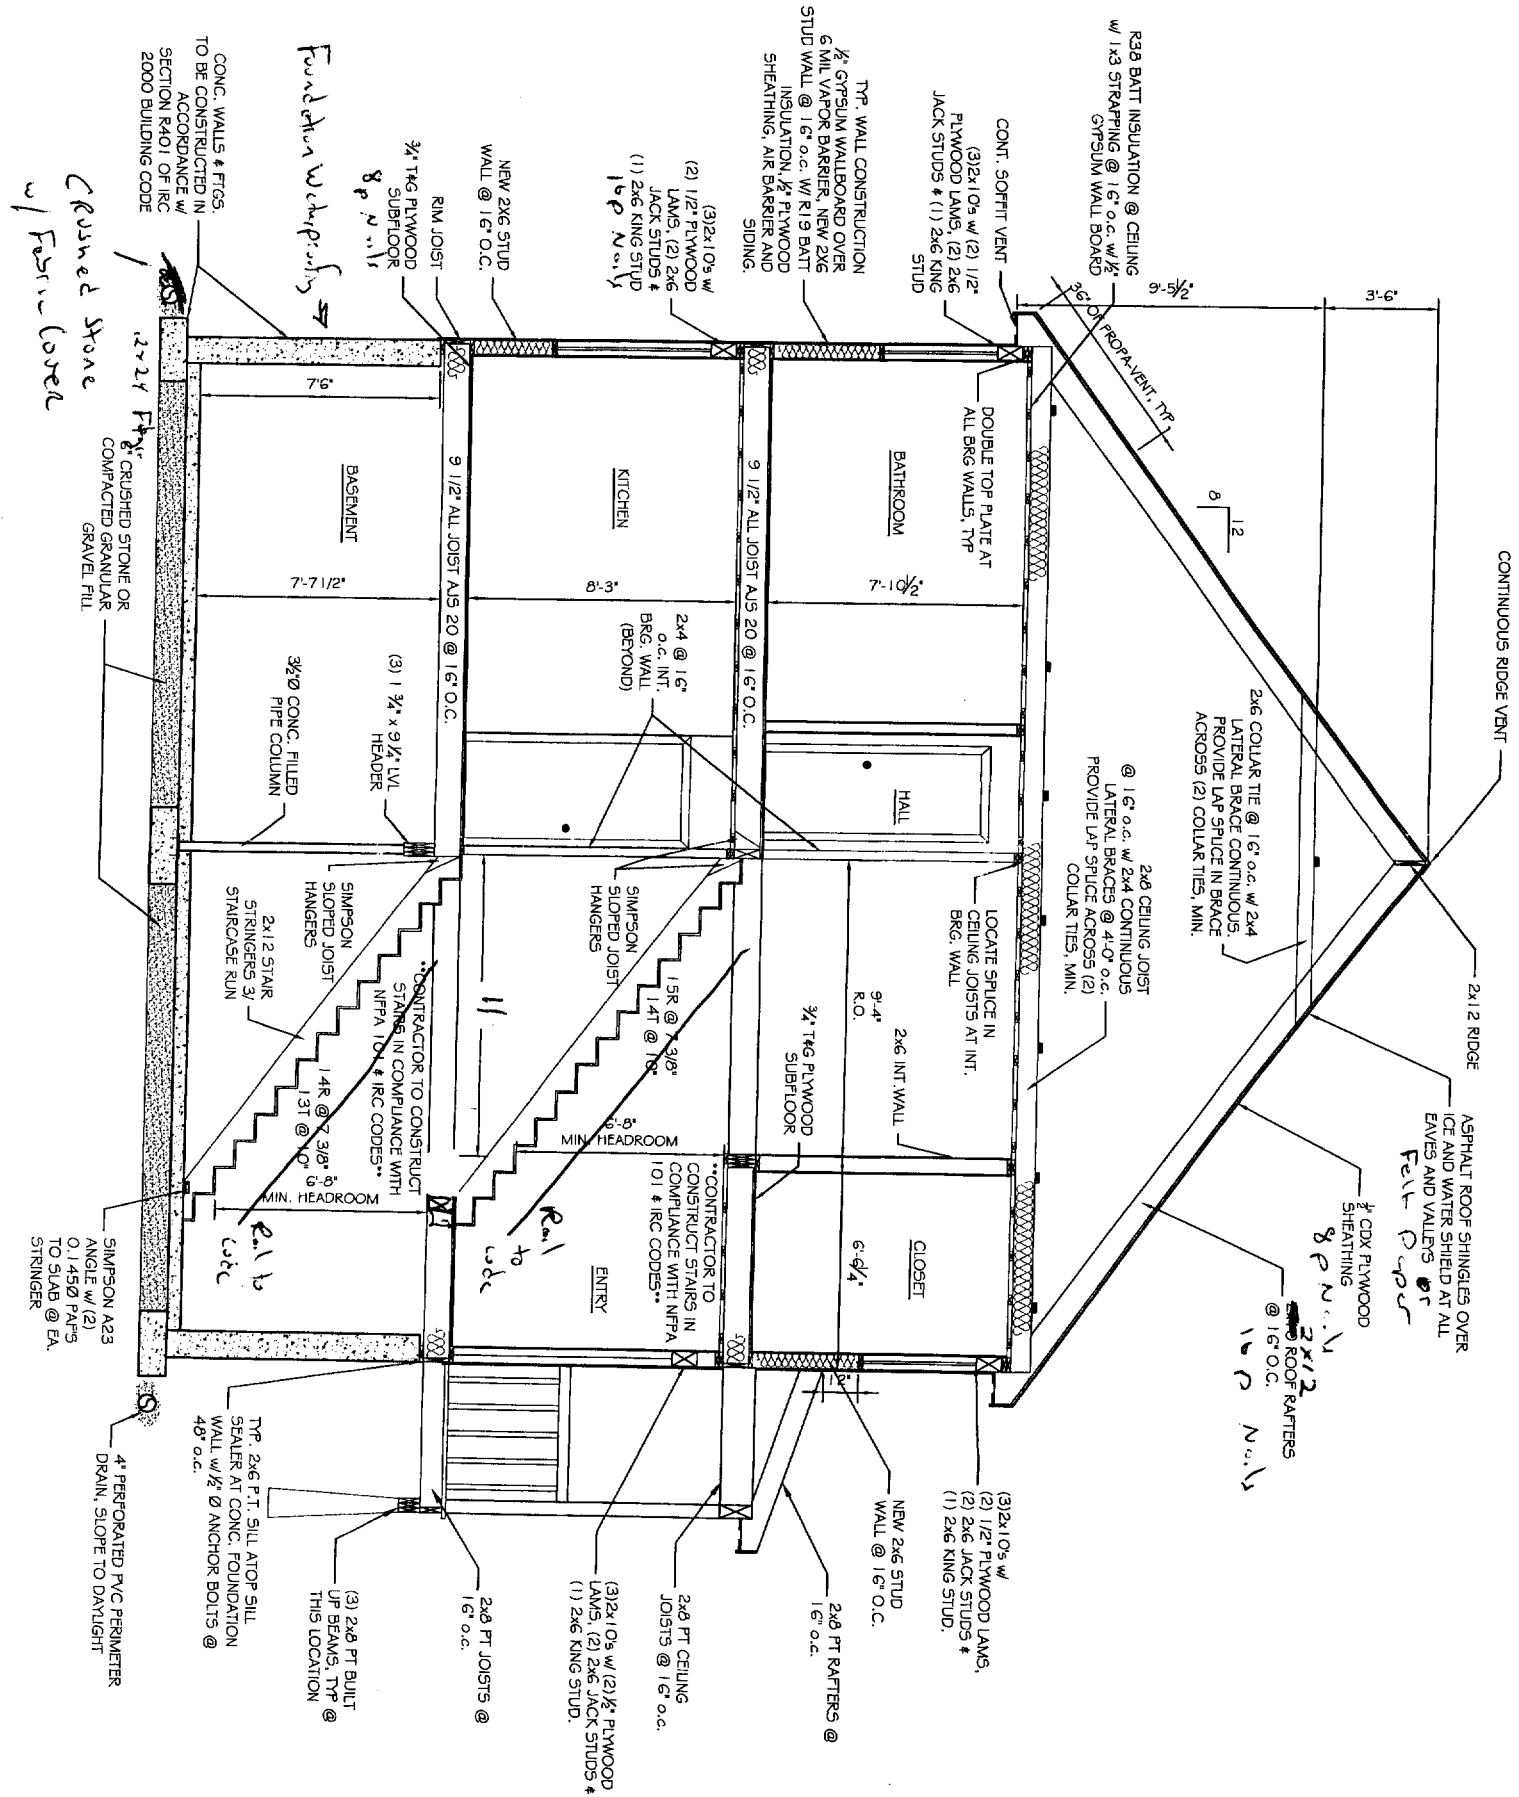 CONTINUOUS RIDGE VENT
2x12 RIDGE
ASPHALT ROOF SHINGLES OVER
ICE AND WATER SHIELD AT ALL
EAVES AND VALLEYS or
Felt Paper
½" CDX PLYWOOD
SHEATHING
8 p Nails
2x12
ROOF RAFTERS
@ 16" O.C.
16 p Nails
2x6 COLLAR TIE @ 16" o.c. w/ 2x4
LATERAL BRACE CONTINUOUS.
PROVIDE LAP SPLICE IN BRACE
ACROSS (2) COLLAR TIES, MIN.
2x8 CEILING JOIST
@ 16" o.c. w/ 2x4 CONTINUOUS
LATERAL BRACES @ 4'-0" o.c.
PROVIDE LAP SPLICE ACROSS (2)
COLLAR TIES, MIN.
3'-6"
9'-5½"
36" OF PROPA-VENT, TYP
8
12
R38 BATT INSULATION @ CEILING
w/ 1x3 STRAPPING @ 16" o.c. w/ ½"
GYPSUM WALL BOARD
CONT. SOFFIT VENT
(3)2x10's w/ (2) 1/2"
PLYWOOD LAMS, (2) 2x6
JACK STUDS & (1) 2x6 KING
STUD
DOUBLE TOP PLATE AT
ALL BRG WALLS, TYP
BATHROOM
7'-10½"
HALL
LOCATE SPLICE IN
CEILING JOISTS AT INT.
BRG. WALL
9'-4"
R.O.
2x6 INT.WALL
¾" T&G PLYWOOD
SUBFLOOR
CLOSET
6'-6¼"
12"
(3)2x10's w/
(2) 1/2" PLYWOOD LAMS,
(2) 2x6 JACK STUDS &
(1) 2x6 KING STUD.
NEW 2x6 STUD
WALL @ 16" O.C.
2x8 PT RAFTERS @
16" o.c.
TYP. WALL CONSTRUCTION
½" GYPSUM WALLBOARD OVER
6 MIL VAPOR BARRIER, NEW 2X6
STUD WALL @ 16" o.c. W/ R19 BATT
INSULATION, ½" PLYWOOD
SHEATHING, AIR BARRIER AND
SIDING.
9 1/2" ALL JOIST AJS 20 @ 16" O.C.
(3)2x10's w/
(2) 1/2" PLYWOOD
LAMS, (2) 2x6
JACK STUDS &
(1) 2x6 KING STUD
16 p Nails
KITCHEN
8'-3"
2x4 @ 16"
o.c. INT.
BRG. WALL
(BEYOND)
SIMPSON
SLOPED JOIST
HANGERS
15R @ 7 3/8"
14T @ 10"
11
6'-8"
MIN. HEADROOM
**CONTRACTOR TO
CONSTRUCT STAIRS IN
COMPLIANCE WITH NFPA
101 & IRC CODES**
Rail
to
code
ENTRY
2x8 PT CEILING
JOISTS @ 16" o.c.
(3)2x10's w/ (2)½" PLYWOOD
LAMS, (2) 2x6 JACK STUDS &
(1) 2x6 KING STUD.
NEW 2X6 STUD
WALL @ 16" O.C.
RIM JOIST
¾" T&G PLYWOOD
SUBFLOOR
8 p Nails
9 1/2" ALL JOIST AJS 20 @ 16" O.C.
Foundation Waterproofing
7'6"
BASEMENT
7'-7 1/2"
(3) 1 ¾" x 9 ¼" LVL
HEADER
3½"Ø CONC. FILLED
PIPE COLUMN
SIMPSON
SLOPED JOIST
HANGERS
2x12 STAIR
STRINGERS 3/
STAIRCASE RUN
**CONTRACTOR TO CONSTRUCT
STAIRS IN COMPLIANCE WITH
NFPA 101 & IRC CODES**
14R @ 7 3/8"
13T @ 10"
6'-8"
MIN. HEADROOM
Rail to
code
2x8 PT JOISTS @
16" o.c.
(3) 2x8 PT BUILT
UP BEAMS, TYP @
THIS LOCATION
TYP. 2x6 P.T. SILL ATOP SILL
SEALER AT CONC. FOUNDATION
WALL w/ ½" Ø ANCHOR BOLTS @
48" o.c.
CONC. WALLS & FTGS.
TO BE CONSTRUCTED IN
ACCORDANCE w/
SECTION R401 OF IRC
2000 BUILDING CODE
Crushed Stone
w/ Fabric Cover
12x24
8" CRUSHED STONE OR
COMPACTED GRANULAR
GRAVEL FILL
SIMPSON A23
ANGLE w/ (2)
0.145Ø PAF'S
TO SLAB @ EA.
STRINGER
4" PERFORATED PVC PERIMETER
DRAIN, SLOPE TO DAYLIGHT